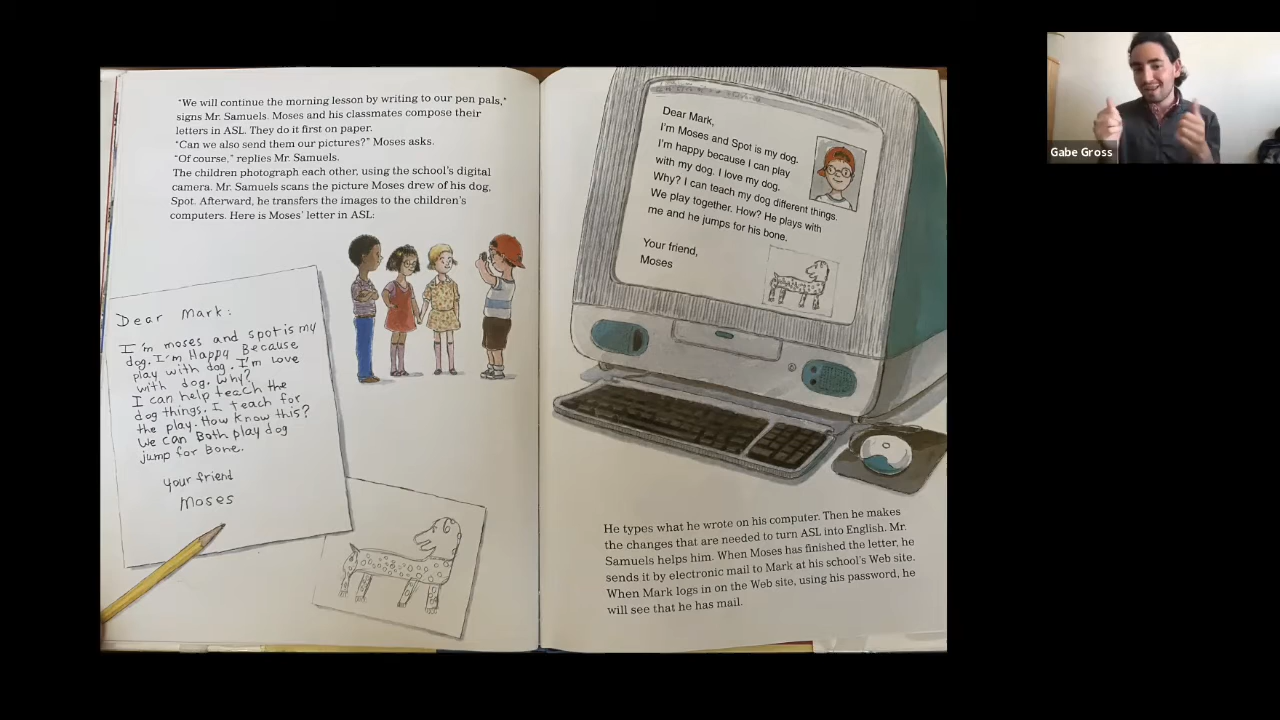 "We will continue the morning lesson by writing to our pen pals,"
signs Mr. Samuels. Moses and his classmates compose their
letters in ASL. They do it first on paper.
"Can we also send them our pictures?" Moses asks.
"Of course," replies Mr. Samuels.
The children photograph each other, using the school's digital
camera. Mr. Samuels scans the picture Moses drew of his dog,
Spot. Afterward, he transfers the images to the children's
computers. Here is Moses' letter in ASL:
Dear Mark:
I'm moses and spot is my
dog. I'm Happy Because
play with dog. I'm love
with dog. Why?
I can help teach the
dog things. I teach for
the play. How know this?
We can Both play dog
jump for Bone.
your friend
Moses
Dear Mark,
I'm Moses and Spot is my dog.
I'm happy because I can play
with my dog. I love my dog.
Why? I can teach my dog different things.
We play together. How? He plays with
me and he jumps for his bone.
Your friend,
Moses
He types what he wrote on his computer. Then he makes
the changes that are needed to turn ASL into English. Mr.
Samuels helps him. When Moses has finished the letter, he
sends it by electronic mail to Mark at his school's Web site.
When Mark logs in on the Web site, using his password, he
will see that he has mail.
Gabe Gross